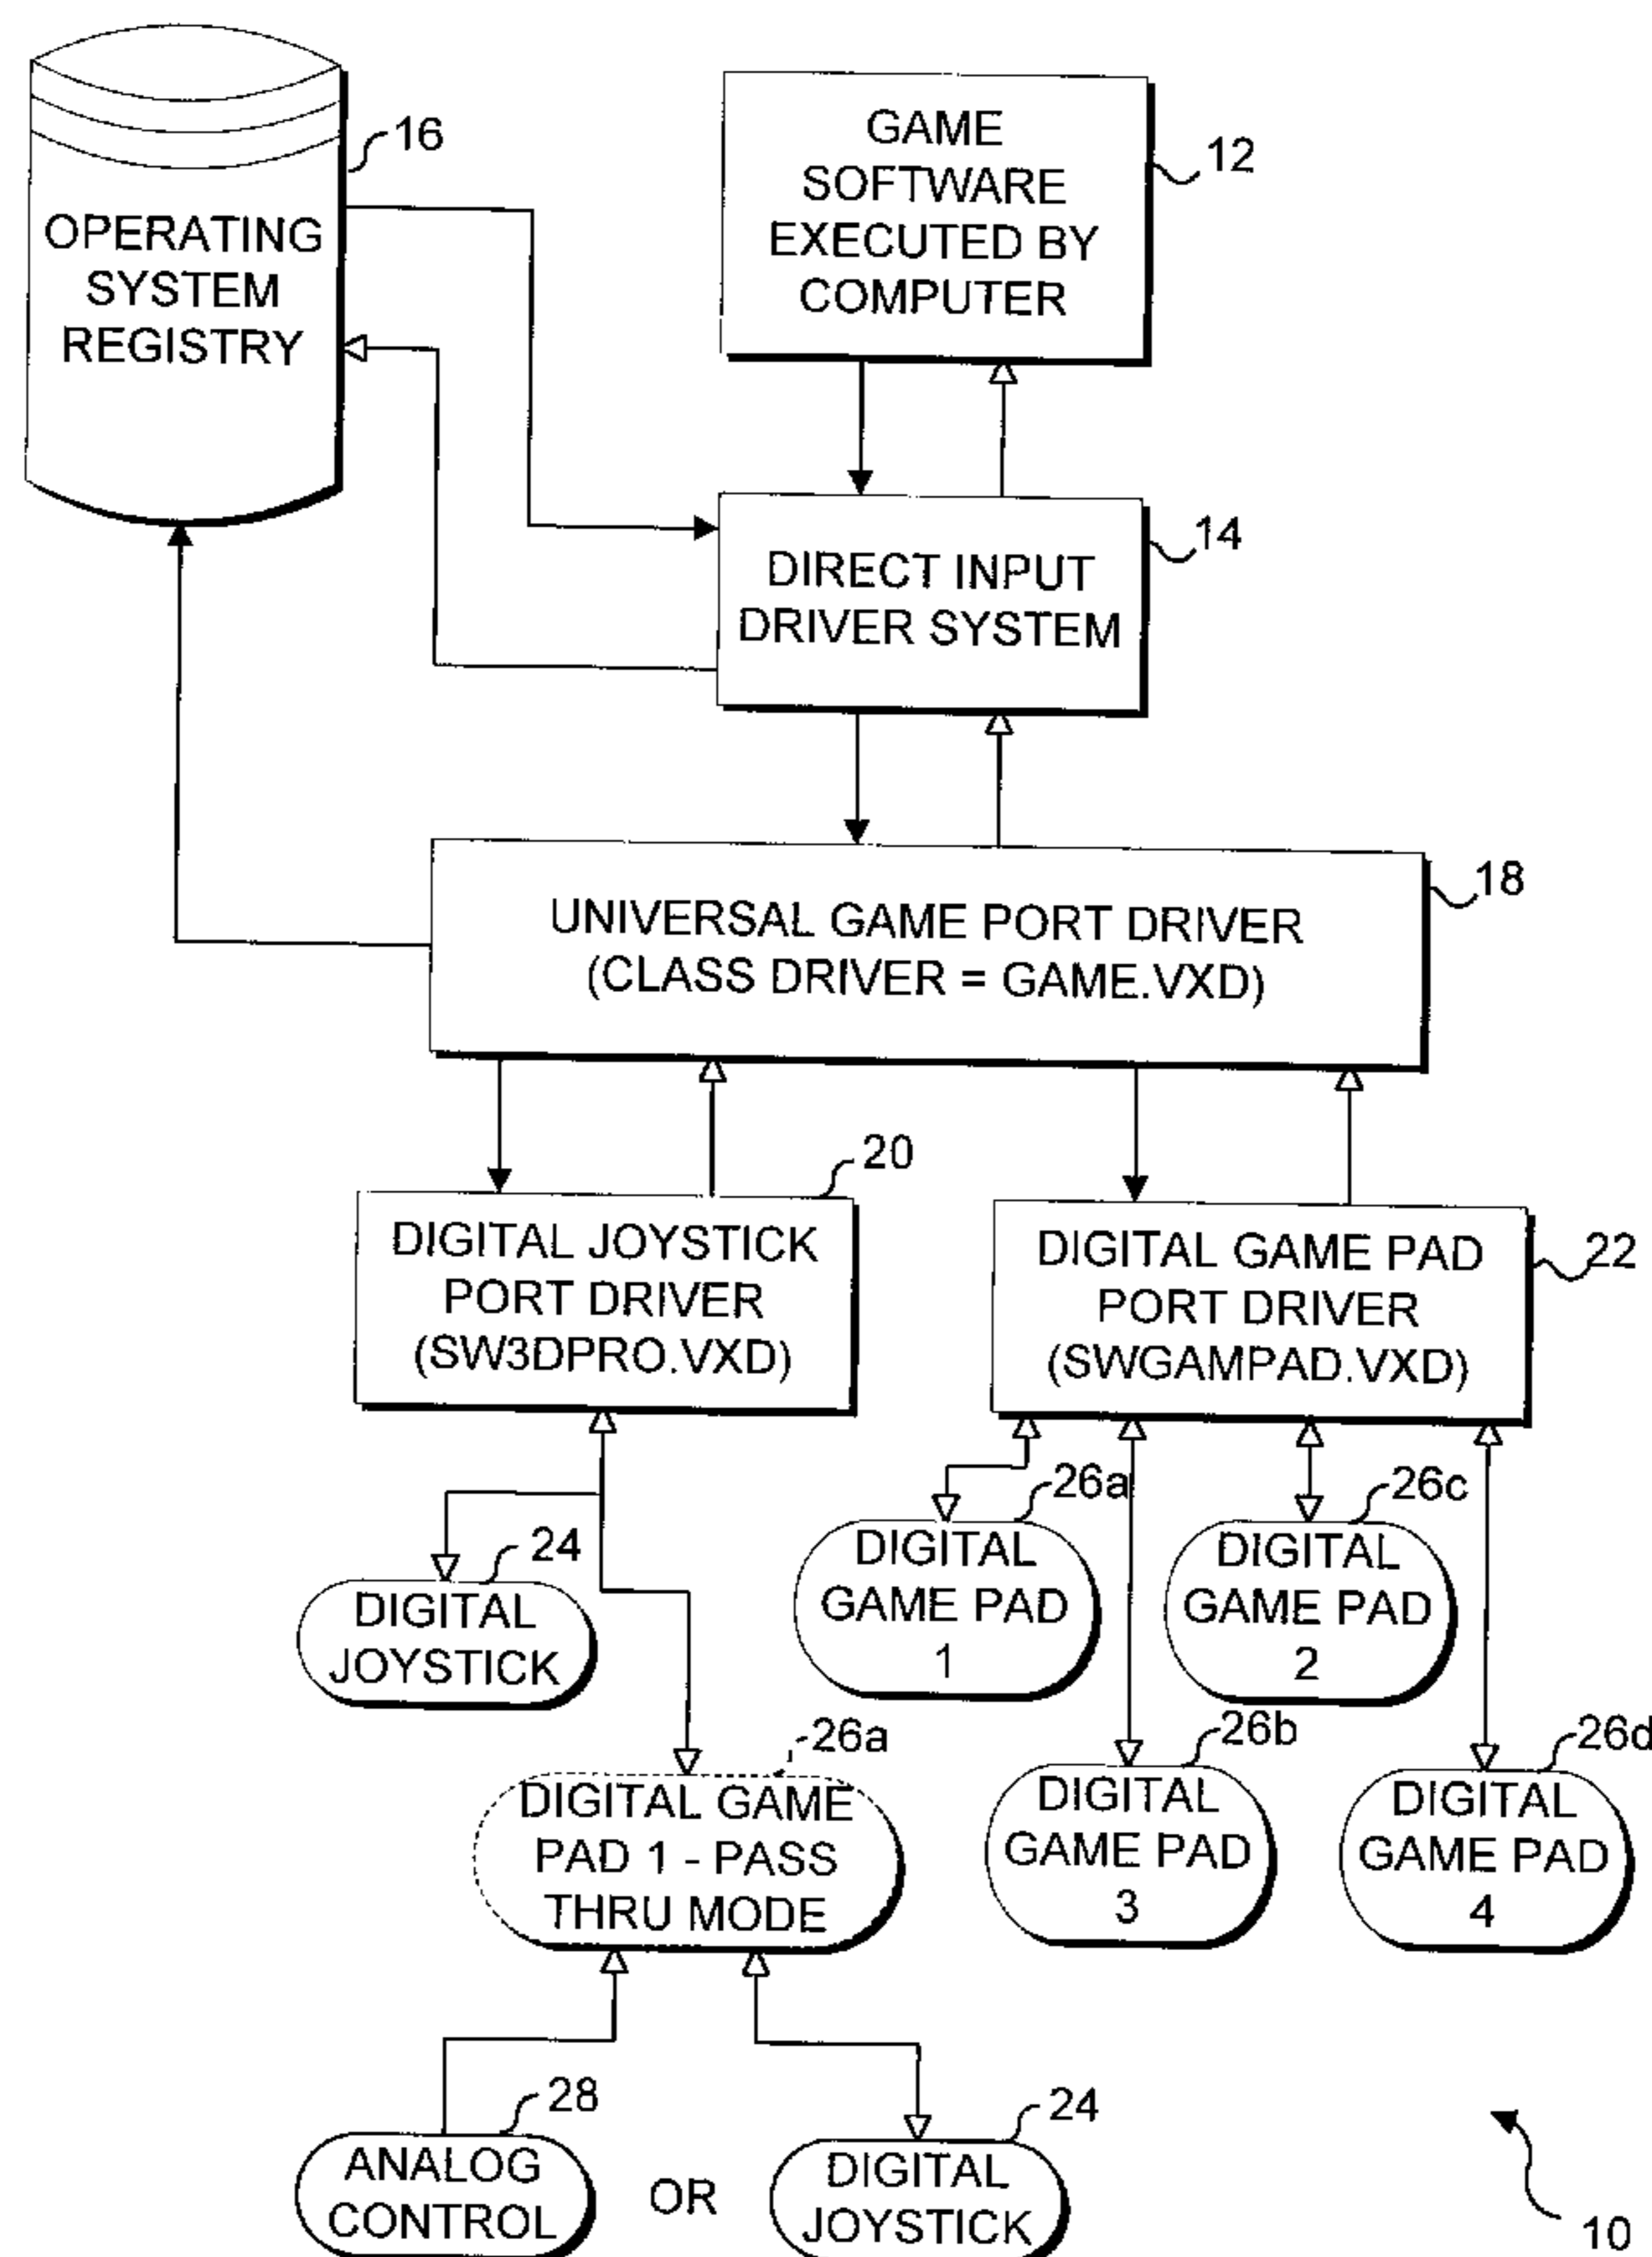 16
OPERATING
SYSTEM
REGISTRY
GAME
SOFTWARE
EXECUTED BY
COMPUTER
12
DIRECT INPUT
DRIVER SYSTEM
14
UNIVERSAL GAME PORT DRIVER
(CLASS DRIVER = GAME.VXD)
18
20
DIGITAL JOYSTICK
PORT DRIVER
(SW3DPRO.VXD)
DIGITAL GAME PAD
PORT DRIVER
(SWGAMPAD.VXD)
22
24
DIGITAL
JOYSTICK
26a
DIGITAL
GAME PAD
1
26c
DIGITAL
GAME PAD
2
26a
DIGITAL GAME
PAD 1 - PASS
THRU MODE
26b
DIGITAL
GAME PAD
3
26d
DIGITAL
GAME PAD
4
28
ANALOG
CONTROL
OR
24
DIGITAL
JOYSTICK
10